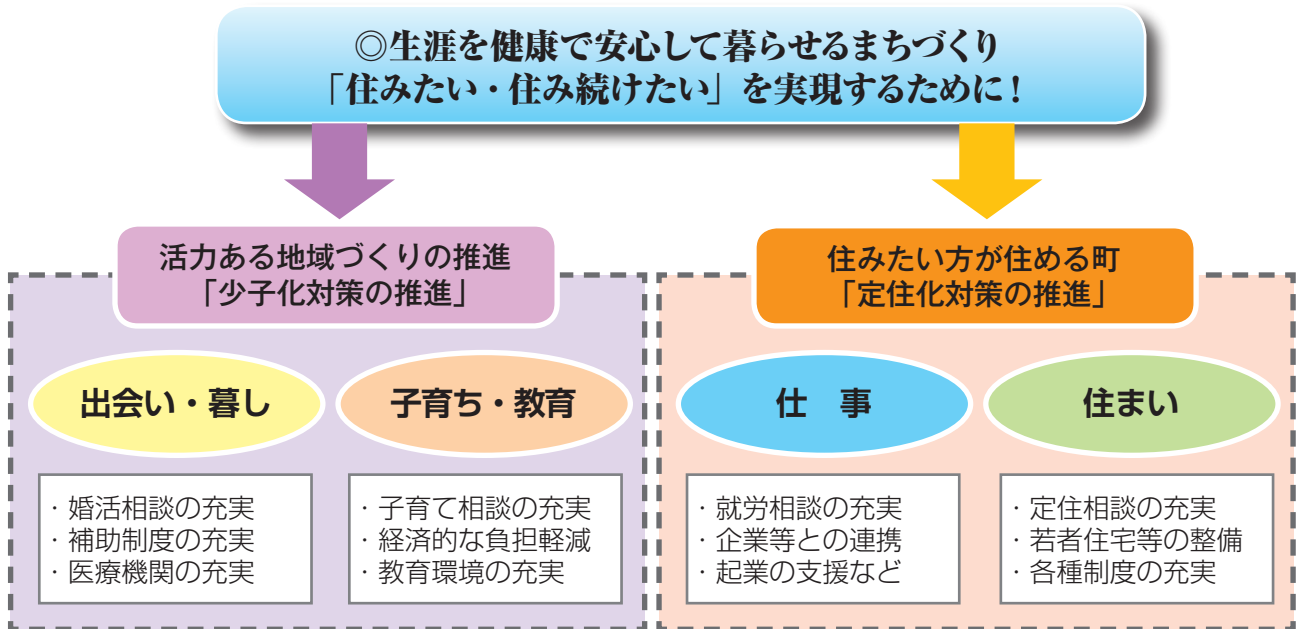 ◎生涯を健康で安心して暮らせるまちづくり
「住みたい・住み続けたい」を実現するために！
活力ある地域づくりの推進
「少子化対策の推進」
出会い・暮し
・婚活相談の充実
・補助制度の充実
・医療機関の充実
子育ち・教育
・子育て相談の充実
・経済的な負担軽減
・教育環境の充実
住みたい方が住める町
「定住化対策の推進」
仕　事
・就労相談の充実
・企業等との連携
・起業の支援など
住まい
・定住相談の充実
・若者住宅等の整備
・各種制度の充実